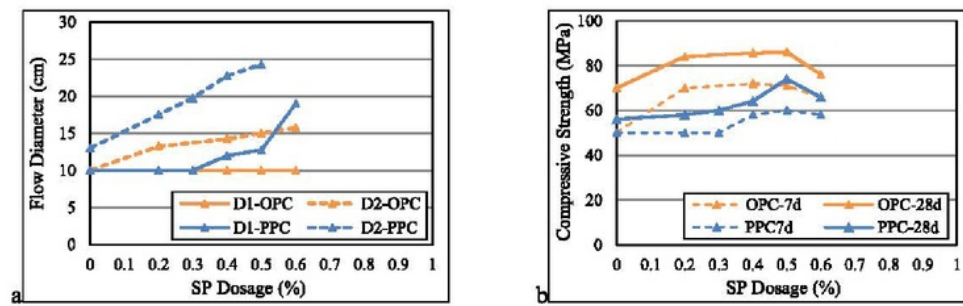 30
25
20
15
10
5
0
Flow Diameter (cm)
D1-OPC D2-OPC
D1-PPC D2-PPC
0 0.1 0.2 0.3 0.4 0.5 0.6 0.7 0.8 0.9 1
SP Dosage (%)
a
100
80
60
40
20
0
Compressive Strength (MPa)
OPC-7d OPC-28d
PPC7d PPC-28d
0 0.1 0.2 0.3 0.4 0.5 0.6 0.7 0.8 0.9 1
SP Dosage (%)
b